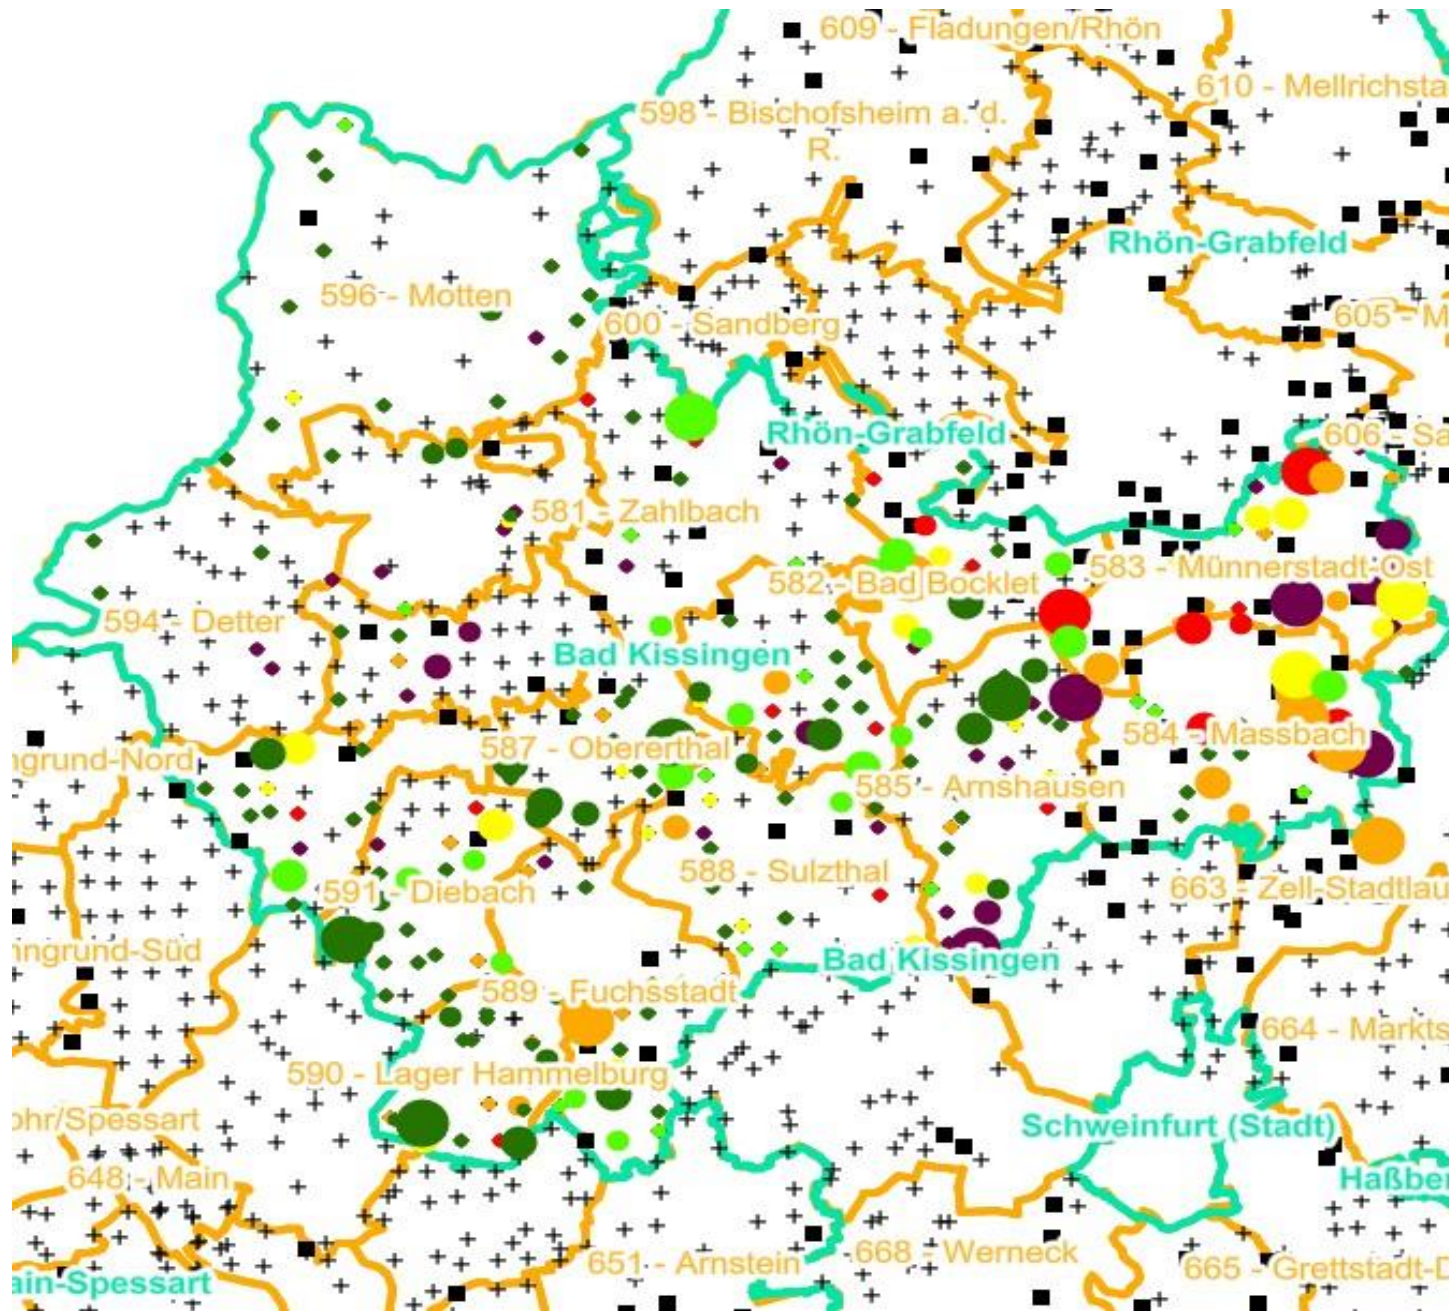 609 - Fladungen/Rhön
610 - Mellrichsta
598 - Bischofsheim a. d.
R.
Rhön-Grabfeld
596 - Motten
600 - Sandberg
605 - M
Rhön-Grabfeld
606 - Sa
581 - Zahlbach
583 - Münnerstadt-Ost
582 - Bad Bocklet
594 - Detter
Bad Kissingen
584 - Massbach
587 - Obererthal
ngrund-Nord
585 - Arnshausen
588 - Sulzthal
591 - Diebach
663 - Zell-Stadtlau
nngrund-Süd
Bad Kissingen
589 - Fuchsstadt
664 - Markts
590 - Lager Hammelburg
ohr/Spessart
Schweinfurt (Stadt)
648 - Main
Haßber
668 - Werneck
651 - Arnstein
665 - Grettstadt-D
ain-Spessart